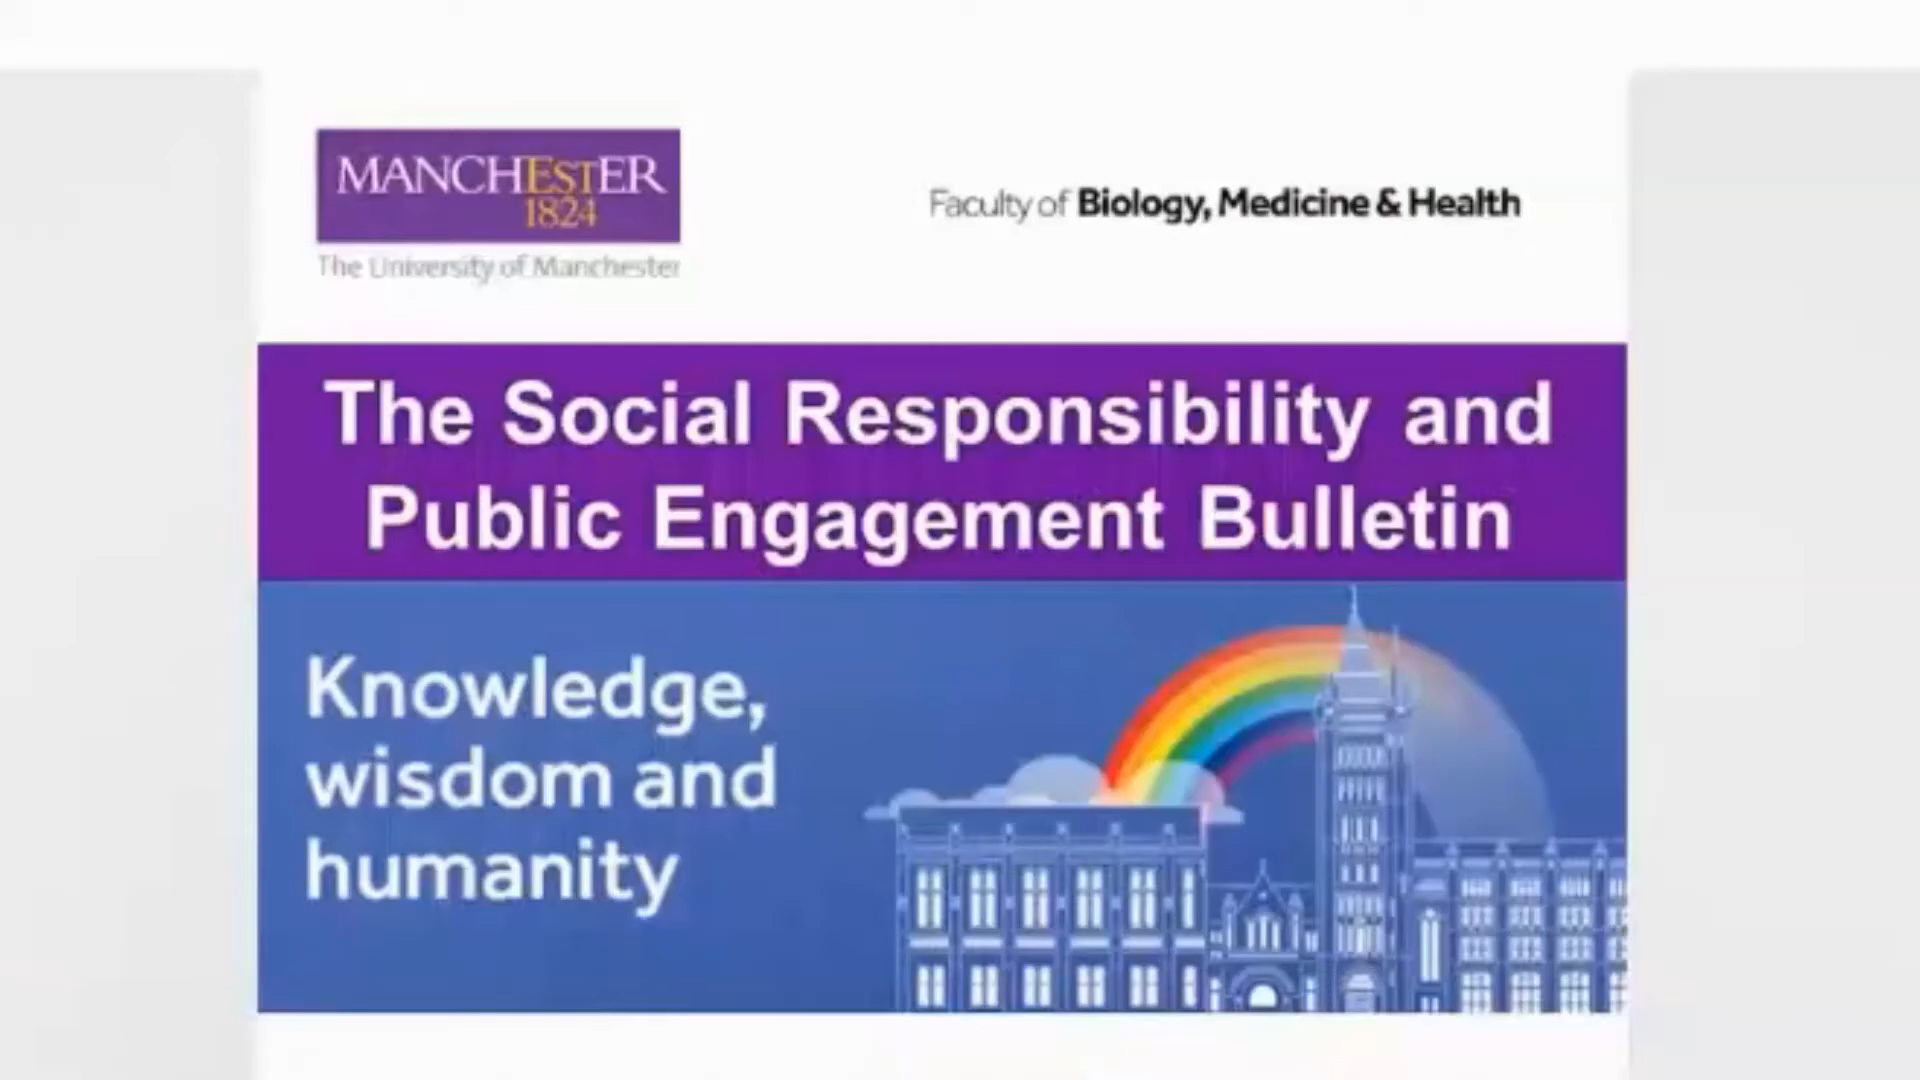 MANCHESTER
1824
The University of Manchester
Faculty of Biology, Medicine & Health
The Social Responsibility and
Public Engagement Bulletin
Knowledge,
wisdom and
humanity